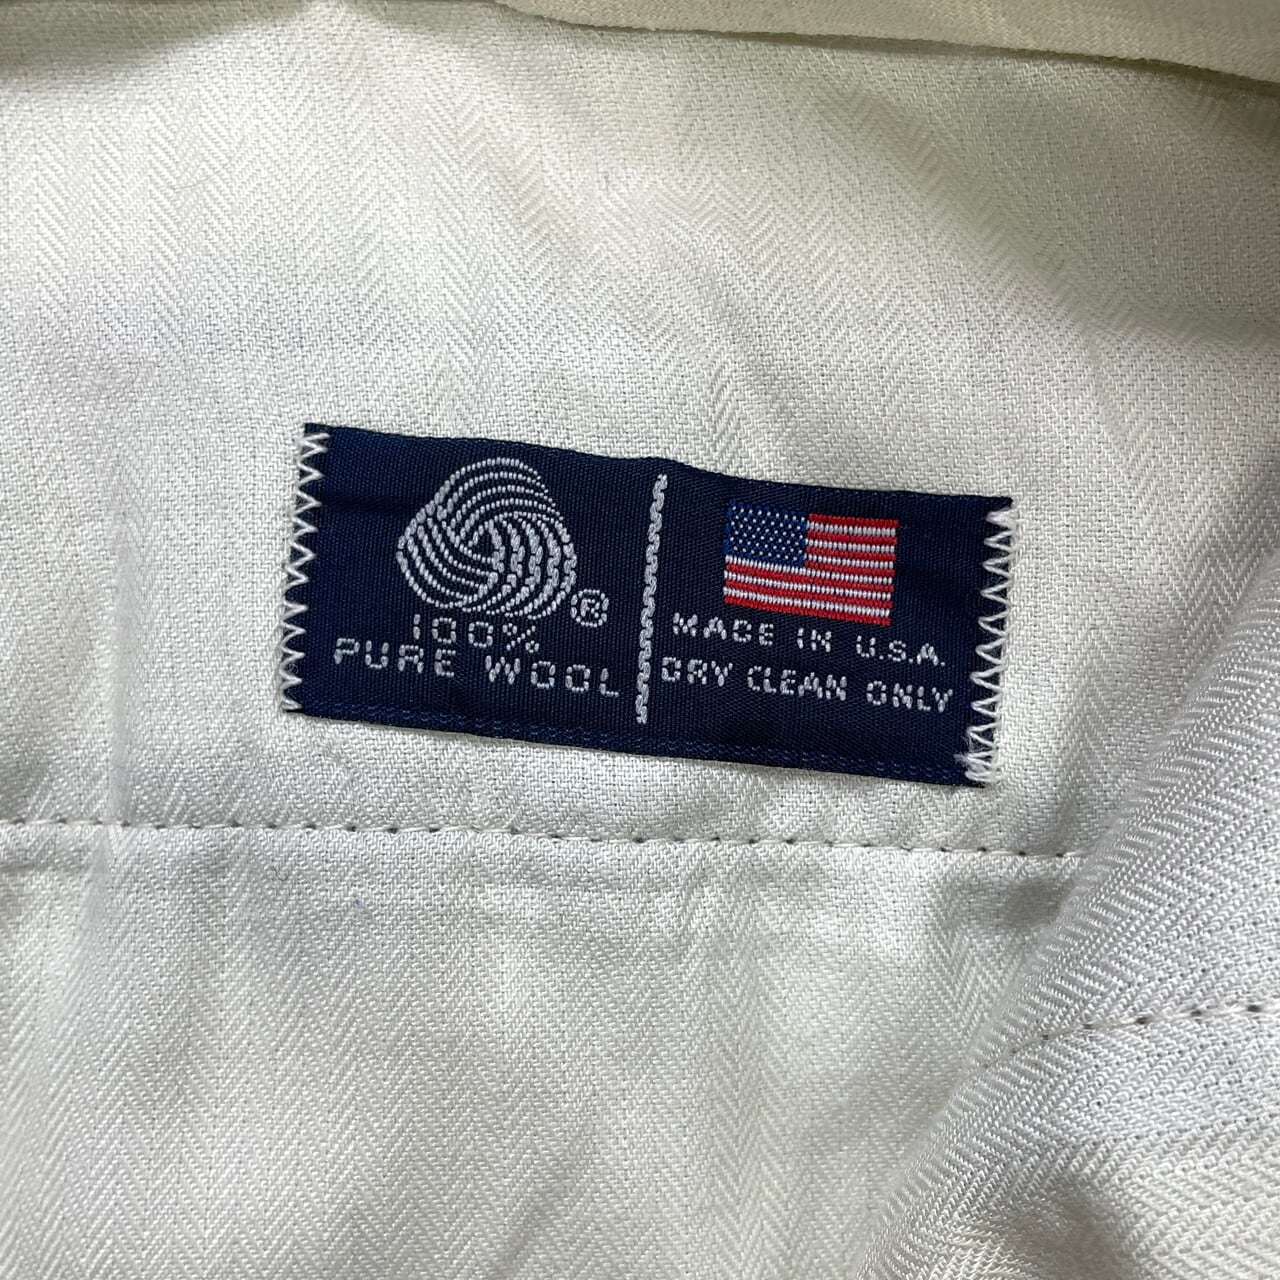 ®
100%
PURE WOOL
MADE IN U.S.A.
DRY CLEAN ONLY